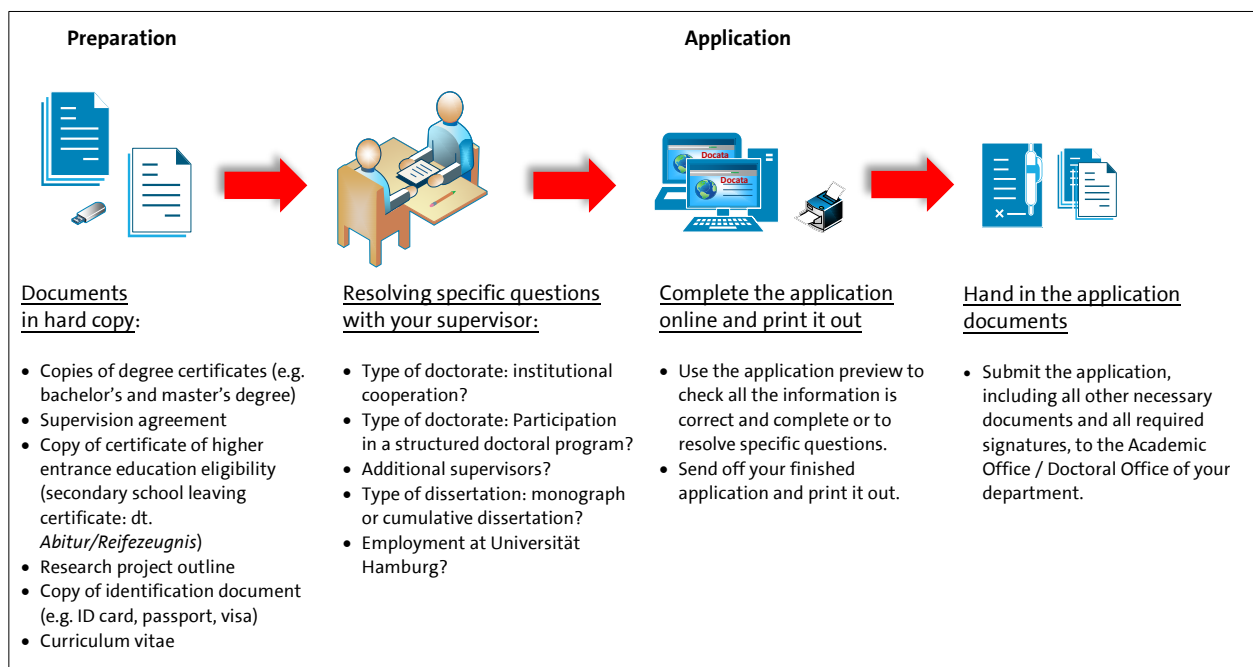 Preparation
Application
Docata
Docata
Documents
in hard copy:
• Copies of degree certificates (e.g.
bachelor's and master's degree)
• Supervision agreement
• Copy of certificate of higher
entrance education eligibility
(secondary school leaving
certificate: dt.
Abitur/Reifezeugnis)
• Research project outline
• Copy of identification document
(e.g. ID card, passport, visa)
• Curriculum vitae
Resolving specific questions
with your supervisor:
• Type of doctorate: institutional
cooperation?
• Type of doctorate: Participation
in a structured doctoral program?
• Additional supervisors?
• Type of dissertation: monograph
or cumulative dissertation?
• Employment at Universität
Hamburg?
Complete the application
online and print it out
• Use the application preview to
check all the information is
correct and complete or to
resolve specific questions.
• Send off your finished
application and print it out.
Hand in the application
documents
• Submit the application,
including all other necessary
documents and all required
signatures, to the Academic
Office / Doctoral Office of your
department.